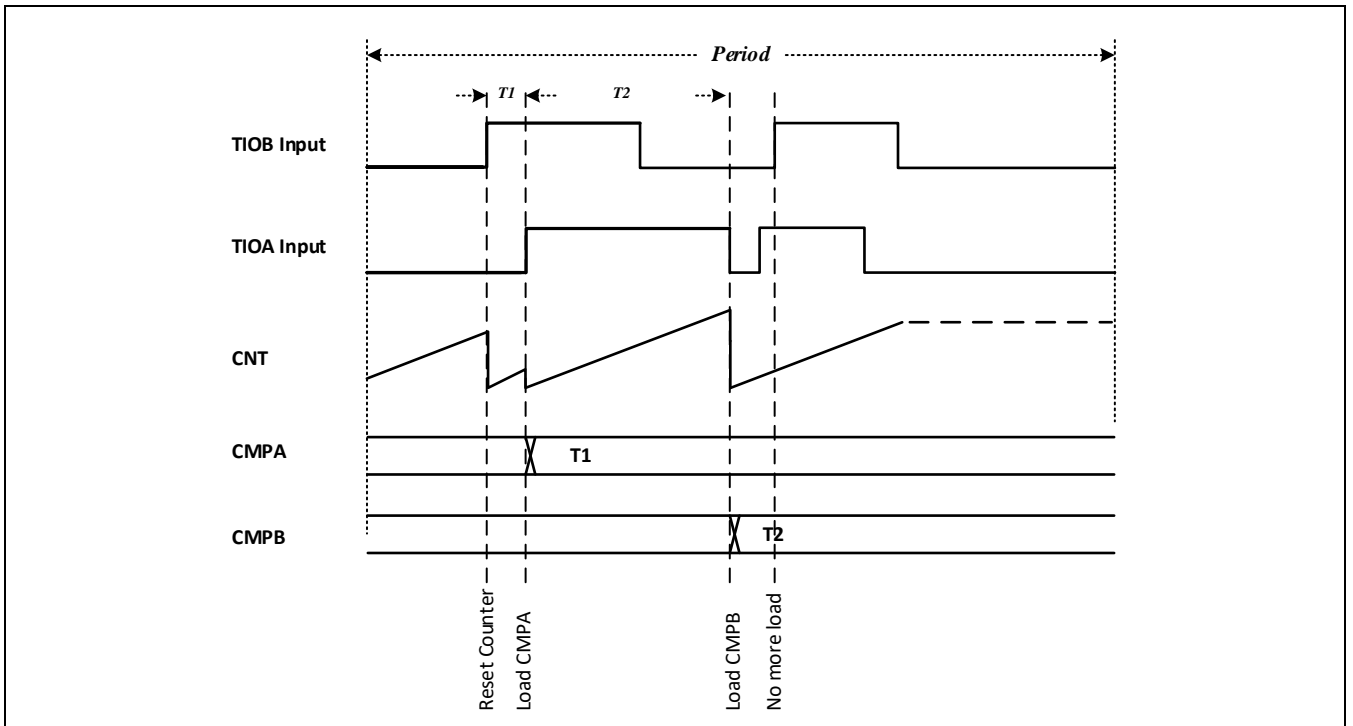 Period
T1
T2
TIOB Input
TIOA Input
CNT
CMPA
T1
CMPB
T2
Reset Counter
Load CMPA
Load CMPB
No more load